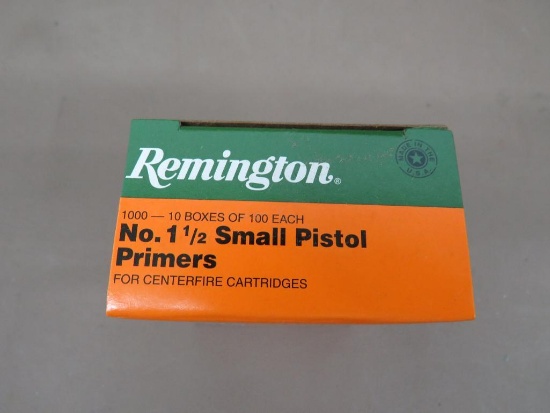 Remington®
MADE IN THE
U.S.A.
1000 — 10 BOXES OF 100 EACH
No. 1 1/2 Small Pistol
Primers
FOR CENTERFIRE CARTRIDGES